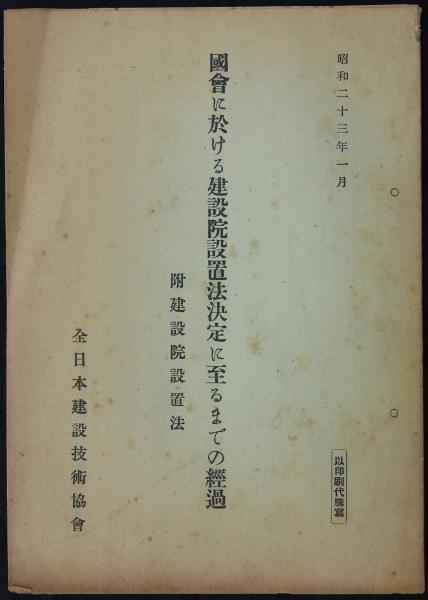 昭和二十三年一月
國會に於ける建設院設置法決定に至るまでの經過
附建設院設置法
全日本建設技術協會
以印刷代謄寫